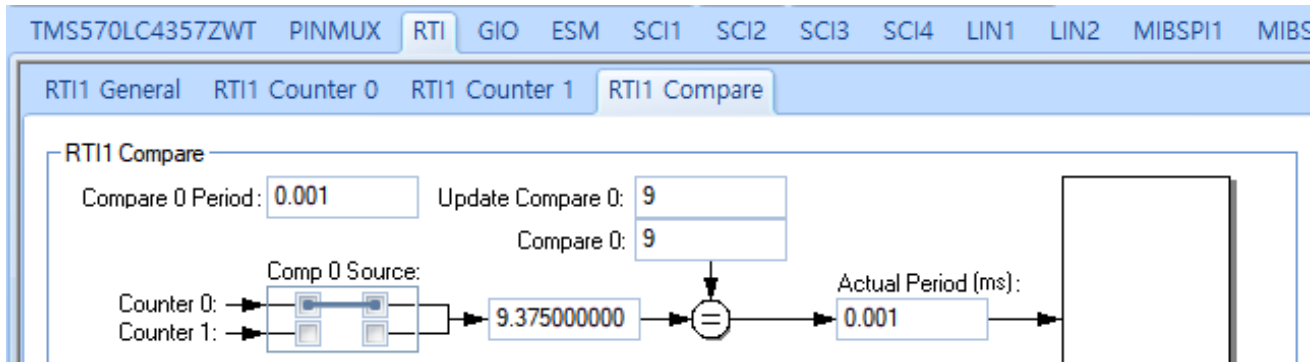 TMS570LC4357ZWT PINMUX RTI GIO ESM SCI1 SCI2 SCI3 SCI4 LIN1 LIN2 MIBSPI1 MIBS
RTI1 General RTI1 Counter 0 RTI1 Counter 1 RTI1 Compare
RTI1 Compare
Compare 0 Period: 0.001 Update Compare 0: 9
Compare 0: 9
Comp 0 Source:
Actual Period (ms):
Counter 0:
9.375000000 = 0.001
Counter 1: